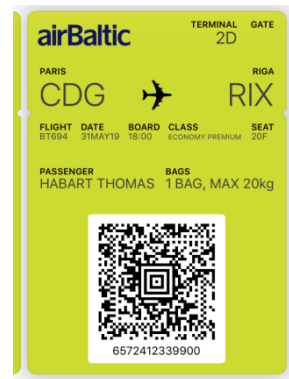 airBaltic TERMINAL GATE
2D
PARIS RIGA
CDG RIX
FLIGHT DATE BOARD CLASS SEAT
BT694 31MAY19 18:00 ECONOMY PREMIUM 20F
PASSENGER BAGS
HABART THOMAS 1 BAG, MAX 20kg
6572412339900